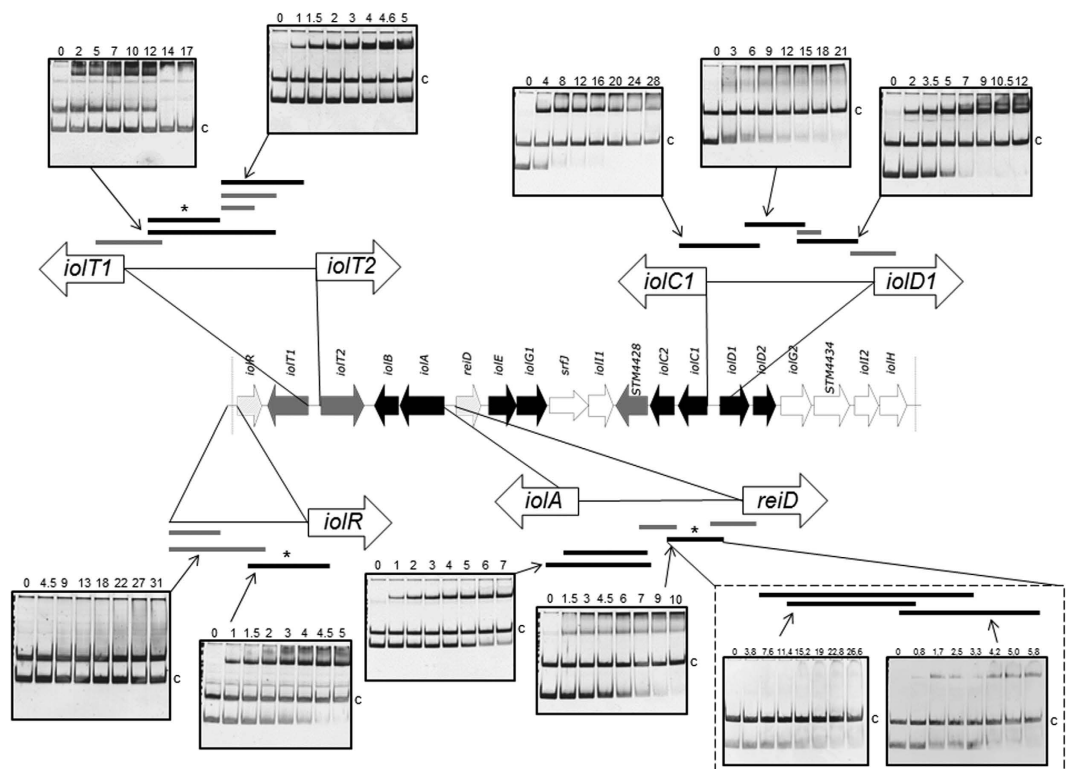 0 1 1.5 2 3 4 4.6 5
c
0 2 5 7 10 12 14 17
c
0 4 8 12 16 20 24 28
c
0 3 6 9 12 15 18 21
c
0 2 3.5 5 7 9 10.5 12
c
*
iolT1 iolT2
iolC1 iolD1
iolR iolT1 iolT2 iolB iolA reiD iolE iolG1 srfJ iolI1 STM4428 iolC2 iolC1 iolD1 iolD2 iolG2 STM4434 iolI2 iolH
iolA reiD
iolR
*
*
0 4.5 9 13 18 22 27 31
c
0 1 1.5 2 3 4 4.5 5
c
0 1 2 3 4 5 6 7
c
0 1.5 3 4.5 6 7 9 10
c
0 3.8 7.6 11.4 15.2 19 22.8 26.6
c
0 0.8 1.7 2.5 3.3 4.2 5.0 5.8
c